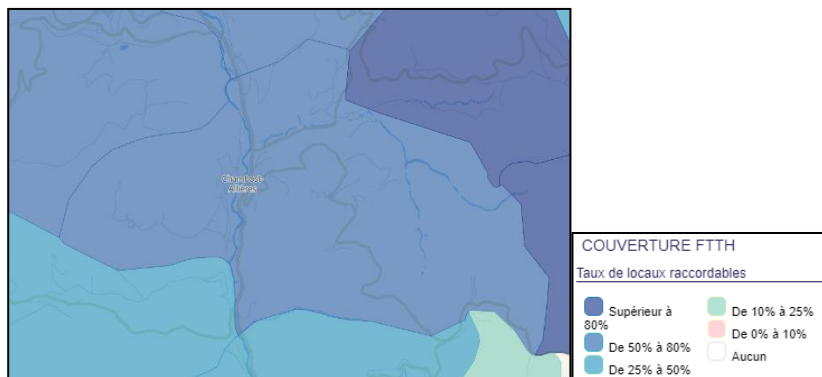 Chambost-
Allières
COUVERTURE FTTH
Taux de locaux raccordables
Supérieur à
80%
De 50% à 80%
De 25% à 50%
De 10% à 25%
De 0% à 10%
Aucun